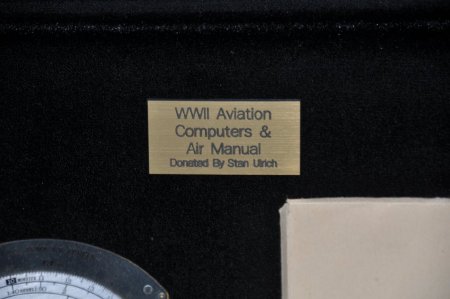 WWII Aviation
Computers &
Air Manual
Donated By Stan Ulrich